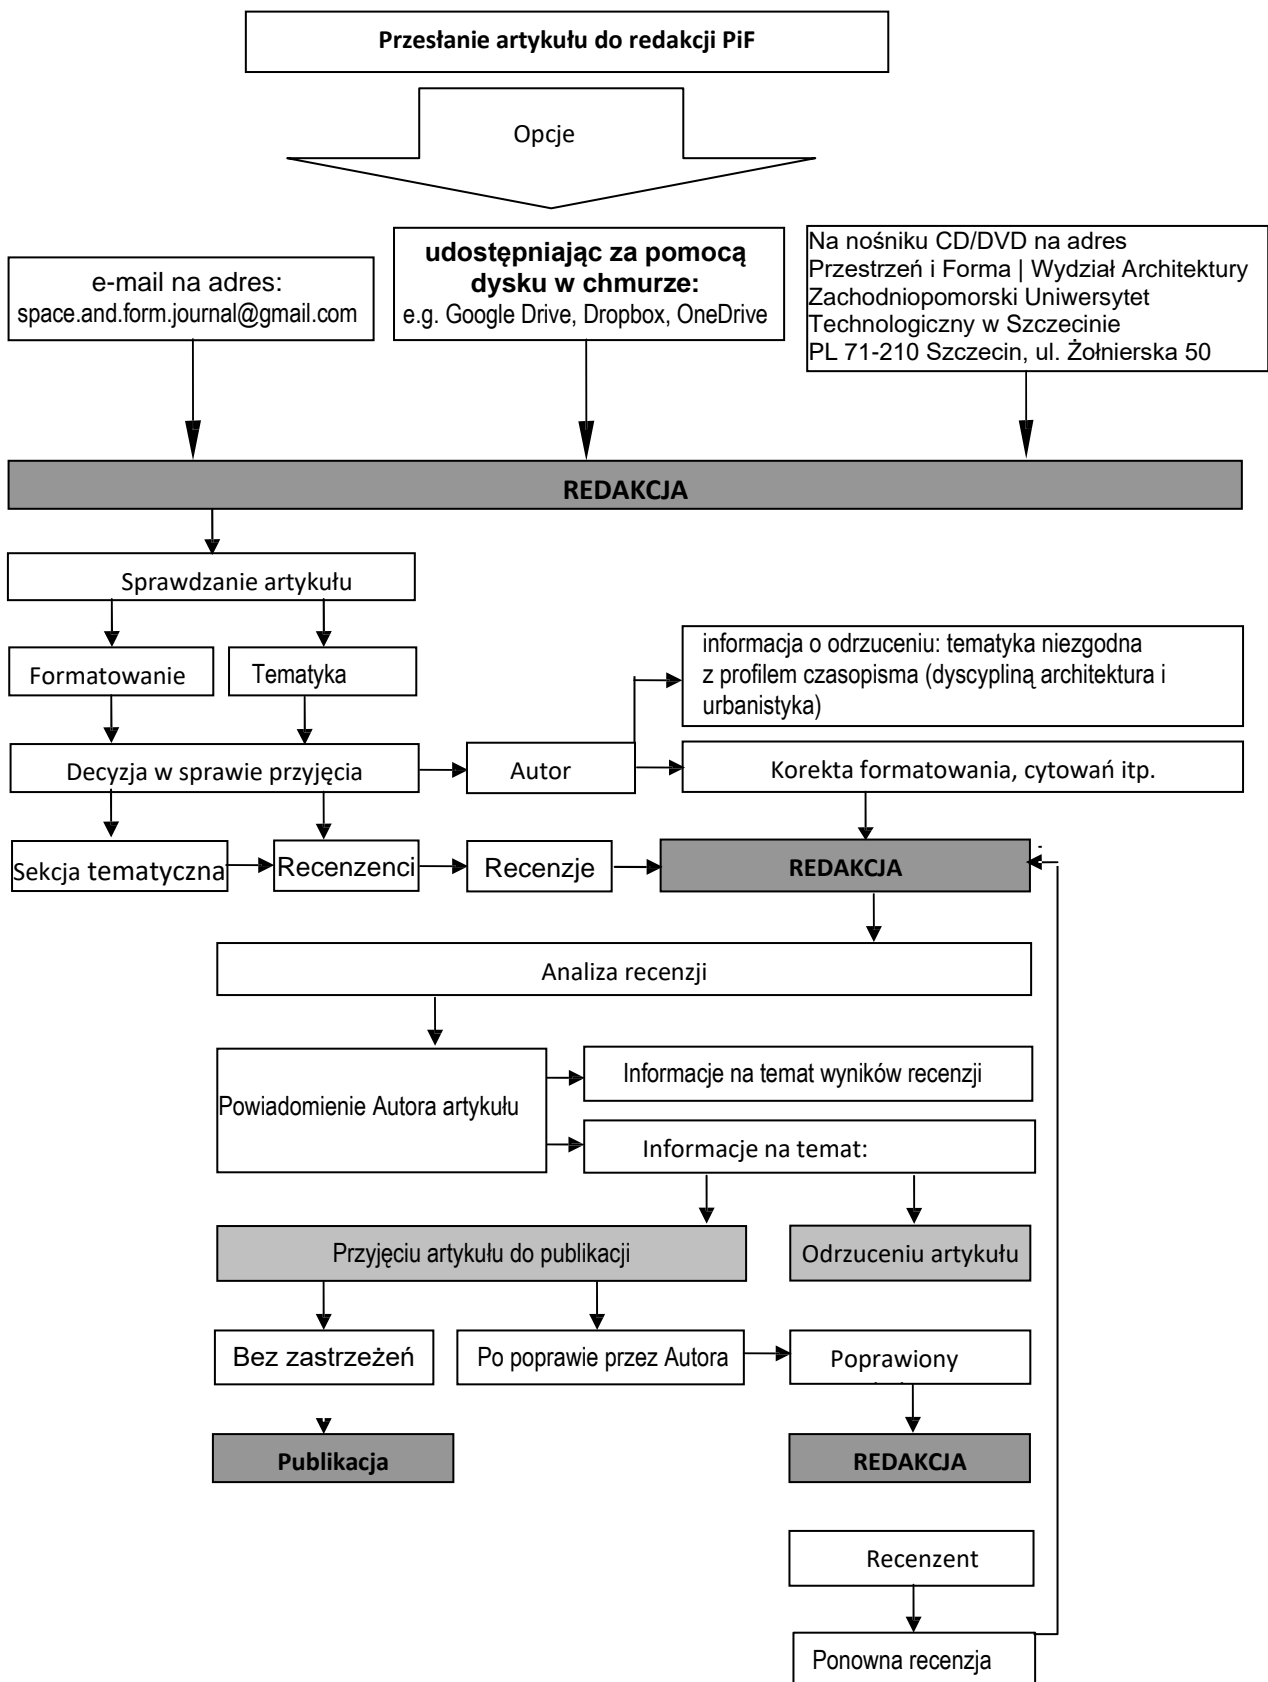 Przesłanie artykułu do redakcji PiF
Opcje
e-mail na adres:
space.and.form.journal@gmail.com
udostępniając za pomocą
dysku w chmurze:
e.g. Google Drive, Dropbox, OneDrive
Na nośniku CD/DVD na adres
Przestrzeń i Forma | Wydział Architektury
Zachodniopomorski Uniwersytet
Technologiczny w Szczecinie
PL 71-210 Szczecin, ul. Żołnierska 50
REDAKCJA
Sprawdzanie artykułu
Formatowanie
Tematyka
informacja o odrzuceniu: tematyka niezgodna
z profilem czasopisma (dyscypliną architektura i
urbanistyka)
Decyzja w sprawie przyjęcia
Autor
Korekta formatowania, cytowań itp.
Sekcja tematyczna
Recenzenci
Recenzje
REDAKCJA
Analiza recenzji
Powiadomienie Autora artykułu
Informacje na temat wyników recenzji
Informacje na temat:
Przyjęciu artykułu do publikacji
Odrzuceniu artykułu
Bez zastrzeżeń
Po poprawie przez Autora
Poprawiony
Publikacja
REDAKCJA
Recenzent
Ponowna recenzja